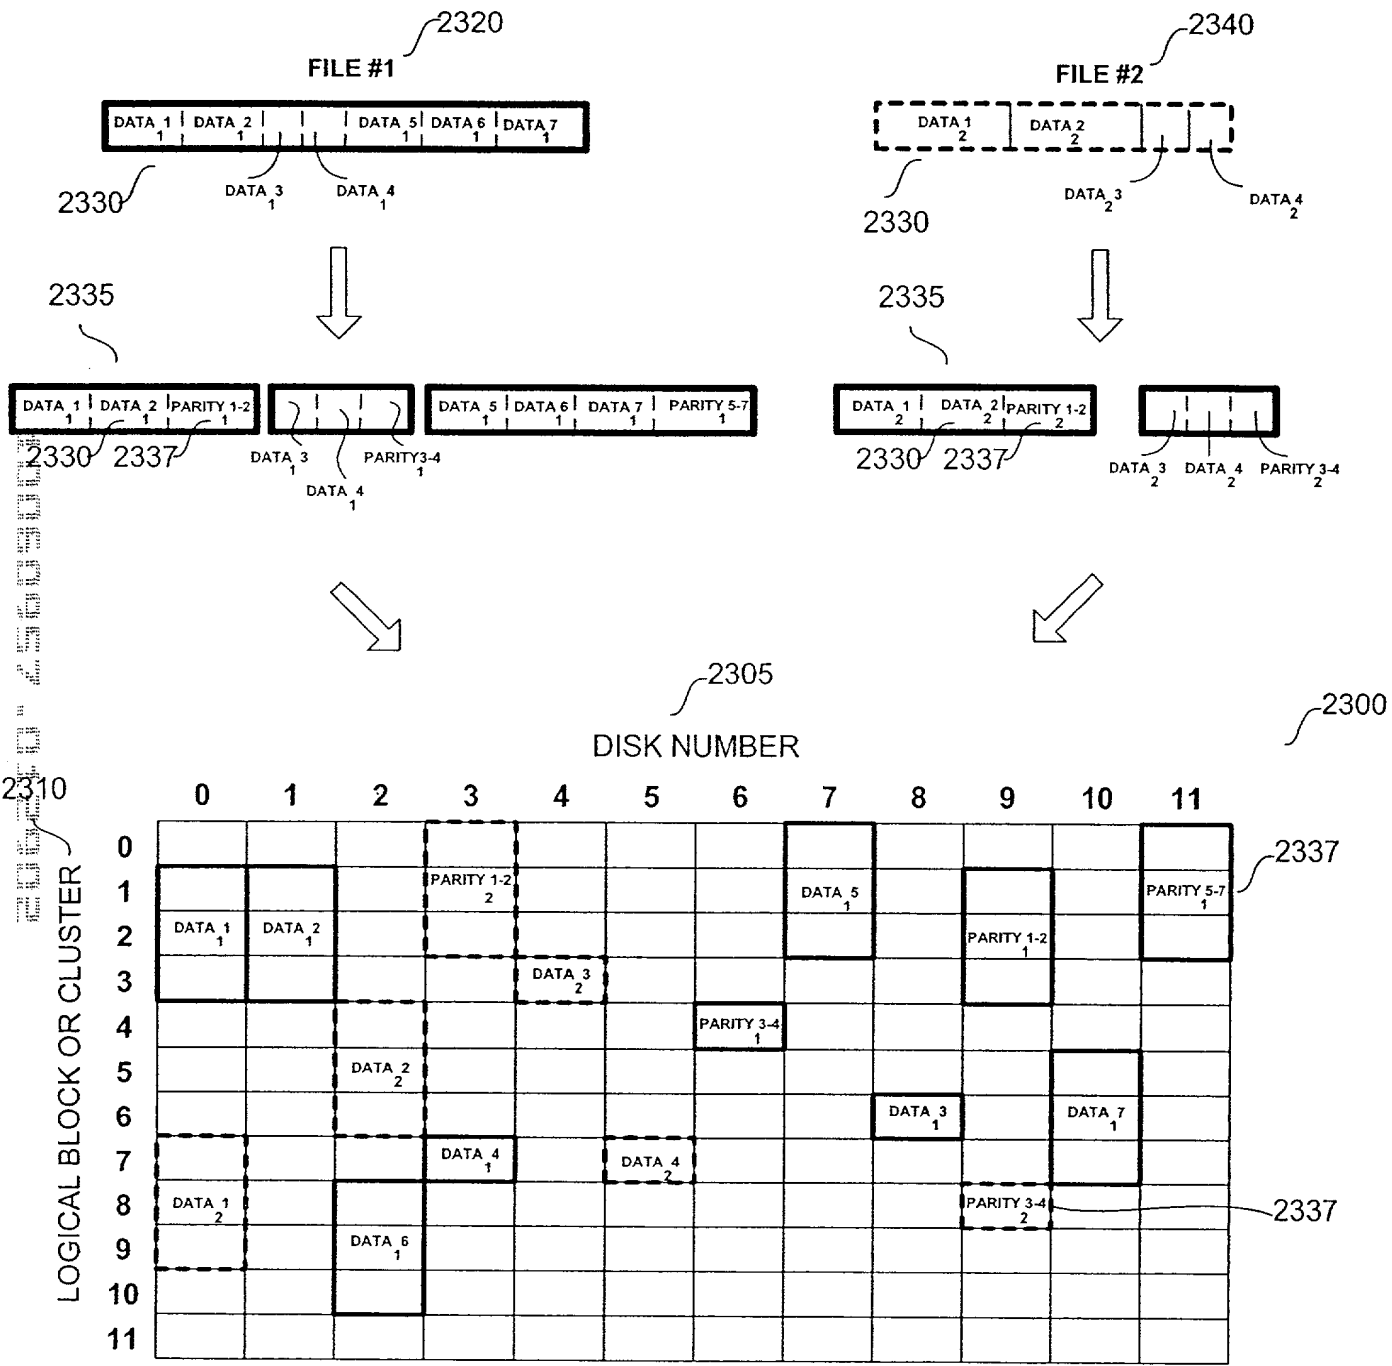 2320
2340
FILE #1
FILE #2
DATA 1 1 DATA 2 1 DATA 5 1 DATA 6 1 DATA 7 1
DATA 1 2 DATA 2 2
DATA 3 1 DATA 4 1
DATA 3 2 DATA 4 2
2330
2330
2335
2335
DATA 1 1 DATA 2 1 PARITY 1-2 1
DATA 5 1 DATA 6 1 DATA 7 1 PARITY 5-7 1
DATA 1 2 DATA 2 2 PARITY 1-2 2
2330 2337
DATA 3 1 DATA 4 1 PARITY3-4 1
2330 2337
DATA 3 2 DATA 4 2 PARITY 3-4 2
2305
2300
DISK NUMBER
2310
0 1 2 3 4 5 6 7 8 9 10 11
LOGICAL BLOCK OR CLUSTER
0
2337
1 PARITY 1-2 2 DATA 5 1 PARITY 5-7 1
2 DATA 1 1 DATA 2 1 PARITY 1-2 1
3 DATA 3 2
4 PARITY 3-4 1
5 DATA 2 2
6 DATA 3 1 DATA 7 1
7 DATA 4 1 DATA 4 2
8 DATA 1 2 PARITY 3-4 2 2337
9 DATA 6 1
10
11